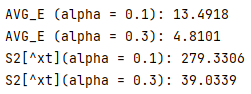 AVG_E (alpha = 0.1): 13.4918
AVG_E (alpha = 0.3): 4.8101
S2[^xt](alpha = 0.1): 279.3306
S2[^xt](alpha = 0.3): 39.0339